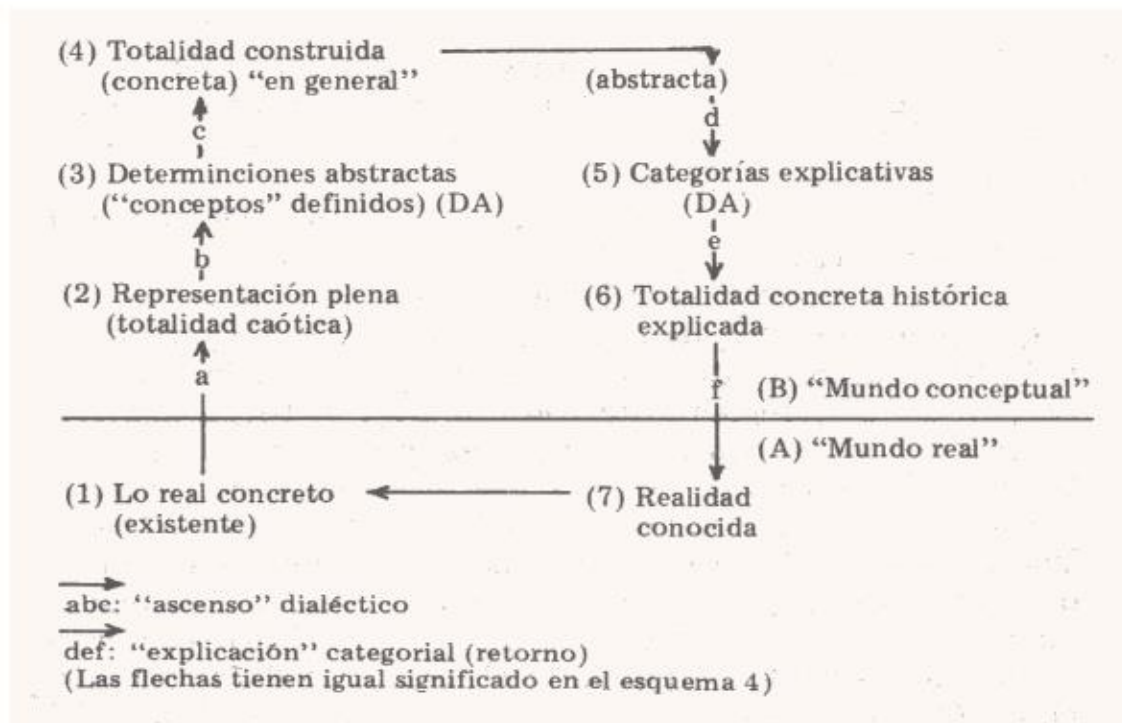 (4) Totalidad construida
(concreta) “en general”
(abstracta)
c
d
(3) Determinciones abstractas
(“conceptos” definidos) (DA)
(5) Categorías explicativas
(DA)
b
e
(2) Representación plena
(totalidad caótica)
(6) Totalidad concreta histórica
explicada
a
f
(B) “Mundo conceptual”
(A) “Mundo real”
(1) Lo real concreto
(existente)
(7) Realidad
conocida
abc: “ascenso” dialéctico
def: “explicación” categorial (retorno)
(Las flechas tienen igual significado en el esquema 4)